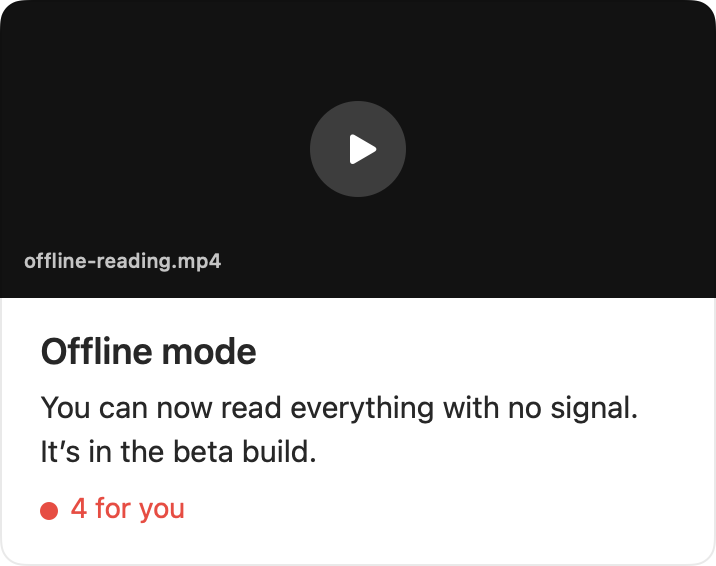 offline-reading.mp4
Offline mode
You can now read everything with no signal.
It’s in the beta build.
4 for you